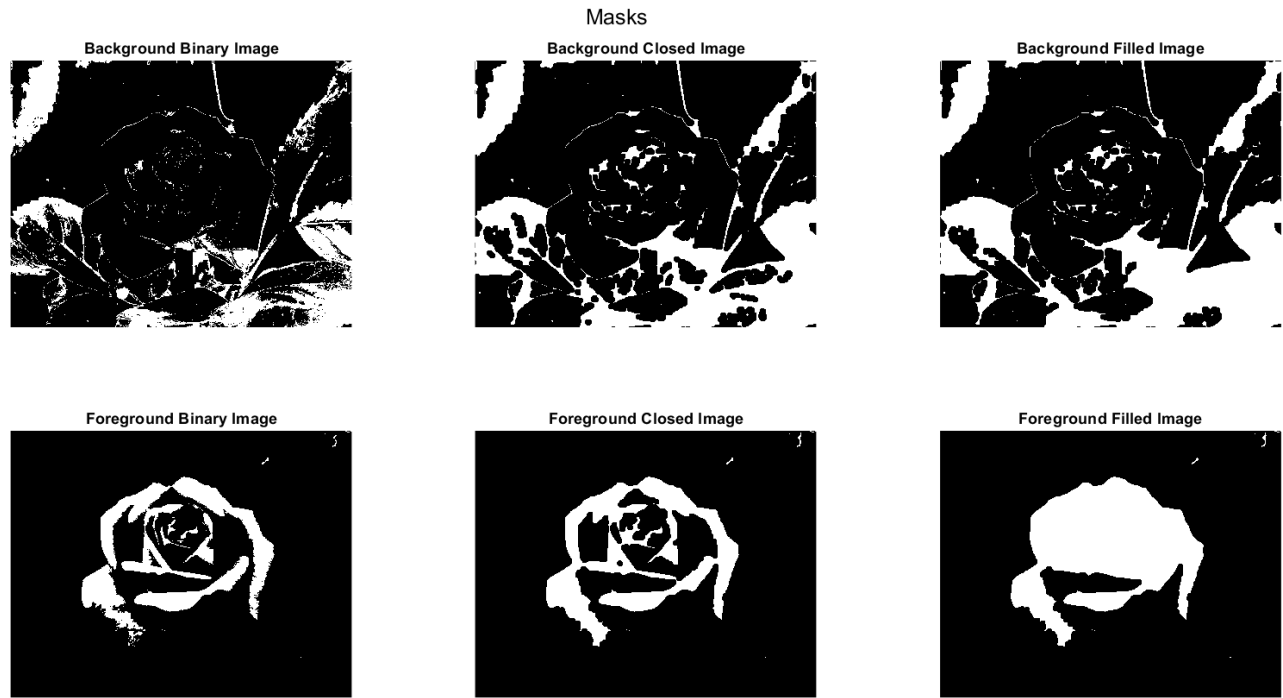 Masks
Background Binary Image
Background Closed Image
Background Filled Image
Foreground Binary Image
Foreground Closed Image
Foreground Filled Image